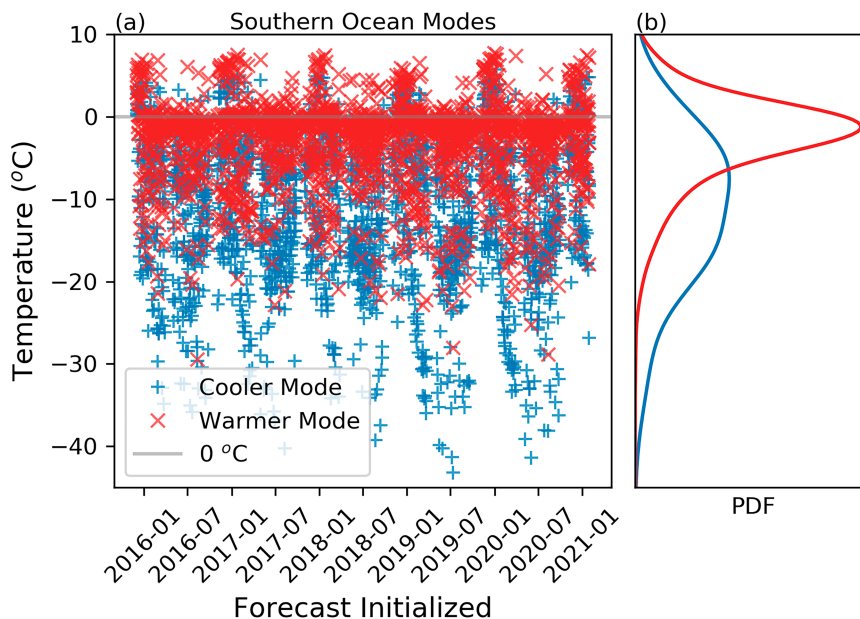 (a) Southern Ocean Modes (b)
10
0
−10
−20
−30
−40
Temperature (°C)
Cooler Mode
Warmer Mode
0 °C
2016-01
2016-07
2017-01
2017-07
2018-01
2018-07
2019-01
2019-07
2020-01
2020-07
2021-01
Forecast Initialized
PDF